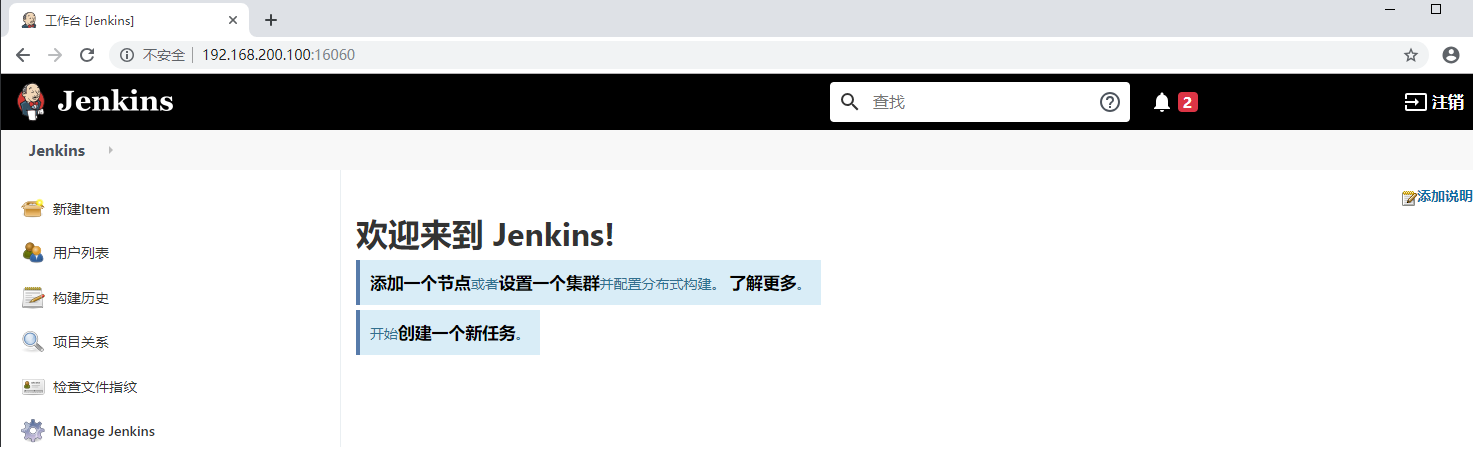 工作台 [Jenkins]
不安全 192.168.200.100:16060
Jenkins
查找
2
注销
Jenkins
添加说明
新建Item
用户列表
构建历史
项目关系
检查文件指纹
Manage Jenkins
欢迎来到 Jenkins!
添加一个节点或者设置一个集群并配置分布式构建。 了解更多。
开始创建一个新任务。